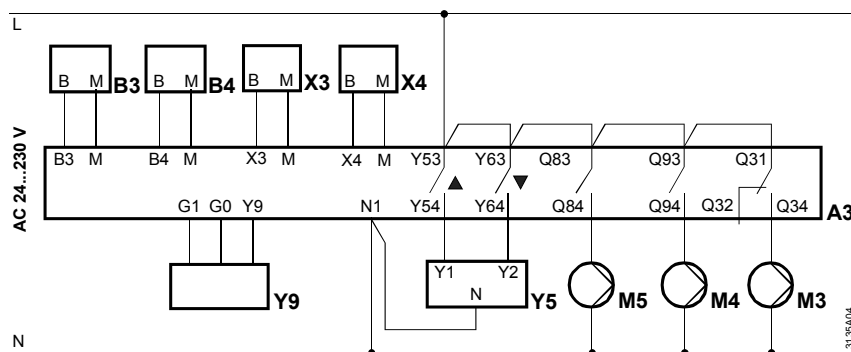 L
B M B3 B M B4 B M X3 B M X4
AC 24...230 V
B3 M B4 M X3 M X4 M Y53 Y63 Q83 Q93 Q31
G1 G0 Y9 N1 Y54 Y64 Q84 Q94 Q32 Q34 A3
Y9
Y1 Y2
N
Y5 M5 M4 M3
N
3135A04